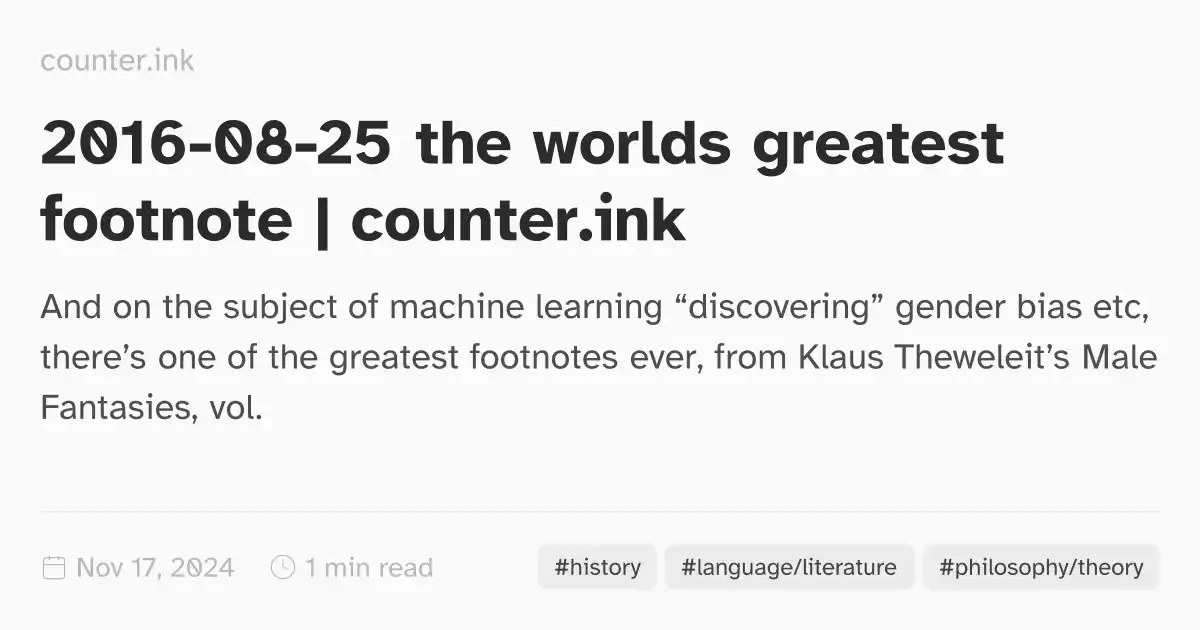 counter.ink
2016-08-25 the worlds greatest
footnote | counter.ink
And on the subject of machine learning “discovering” gender bias etc,
there’s one of the greatest footnotes ever, from Klaus Theweleit’s Male
Fantasies, vol.
Nov 17, 2024 1 min read #history #language/literature #philosophy/theory